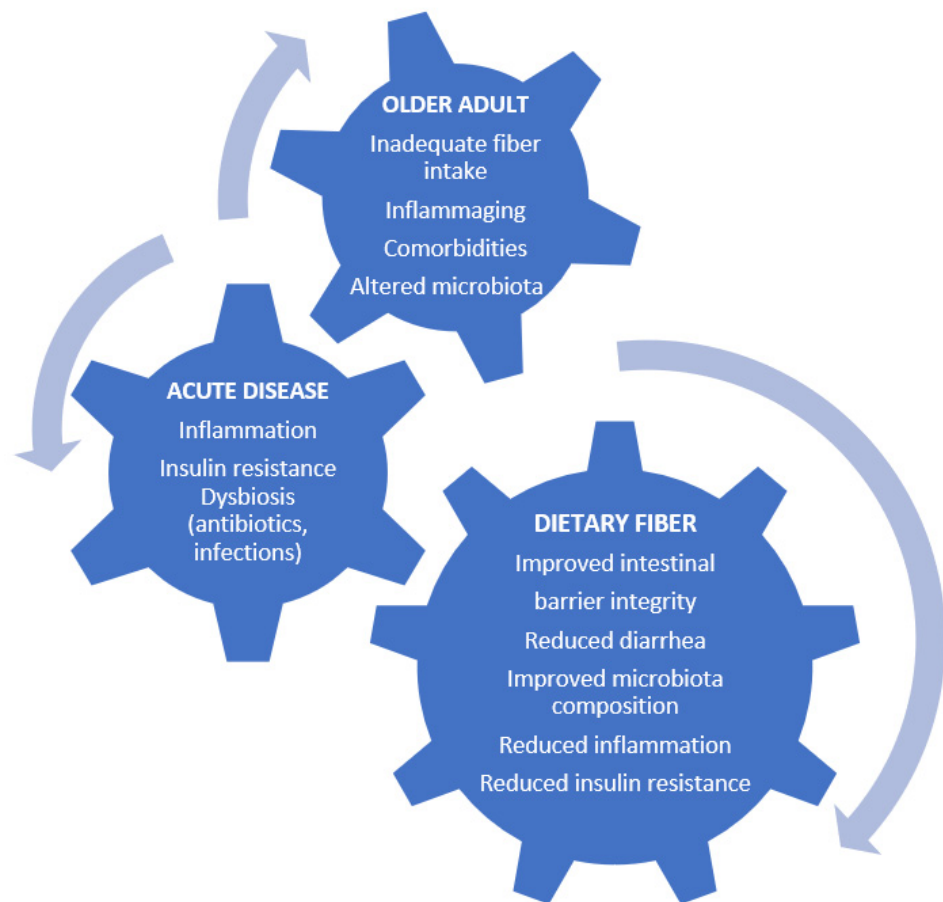 OLDER ADULT
Inadequate fiber
intake
Inflammaging
Comorbidities
Altered microbiota
ACUTE DISEASE
Inflammation
Insulin resistance
Dysbiosis
(antibiotics,
infections)
DIETARY FIBER
Improved intestinal
barrier integrity
Reduced diarrhea
Improved microbiota
composition
Reduced inflammation
Reduced insulin resistance